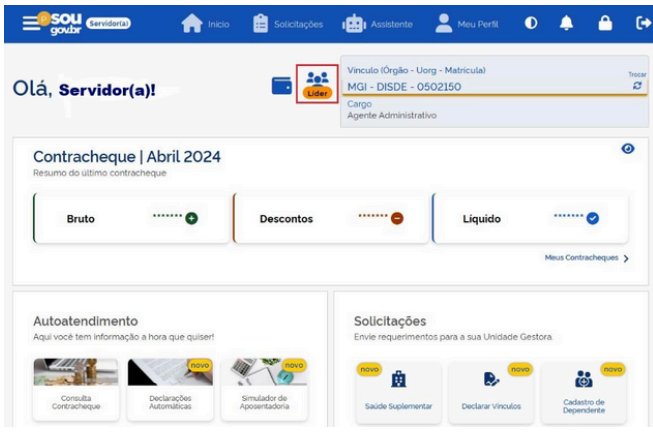 SOU
gov.br
Servidor(a)
Início
Solicitações
Assistente
Meu Perfil
Olá, Servidor(a)!
Líder
Vínculo (Órgão - Uorg - Matrícula)
MGI - DISDE - 0502150
Trocar
Cargo
Agente Administrativo
Contracheque | Abril 2024
Resumo do último contracheque
Bruto
*******
Descontos
*******
Líquido
*******
Meus Contracheques
Autoatendimento
Aqui você tem informação a hora que quiser!
Consulta
Contracheque
novo
Declarações
Automáticas
novo
Simulador de
Aposentadoria
Solicitações
Envie requerimentos para a sua Unidade Gestora.
novo
Saúde Suplementar
novo
Declarar Vínculos
novo
Cadastro de
Dependente